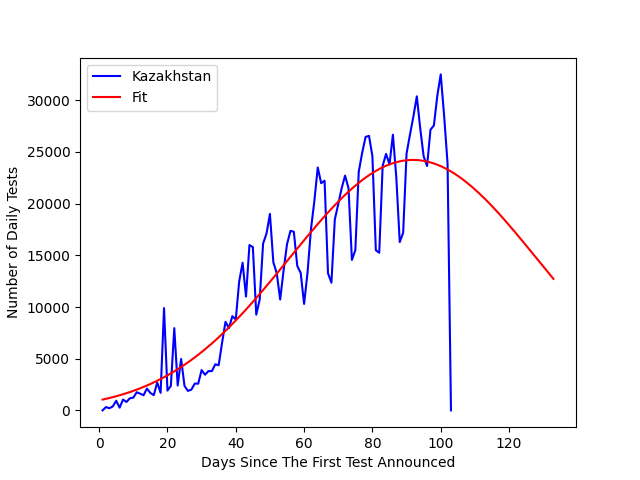 Kazakhstan
Fit
30000
25000
20000
15000
10000
5000
0
Number of Daily Tests
0 20 40 60 80 100 120
Days Since The First Test Announced